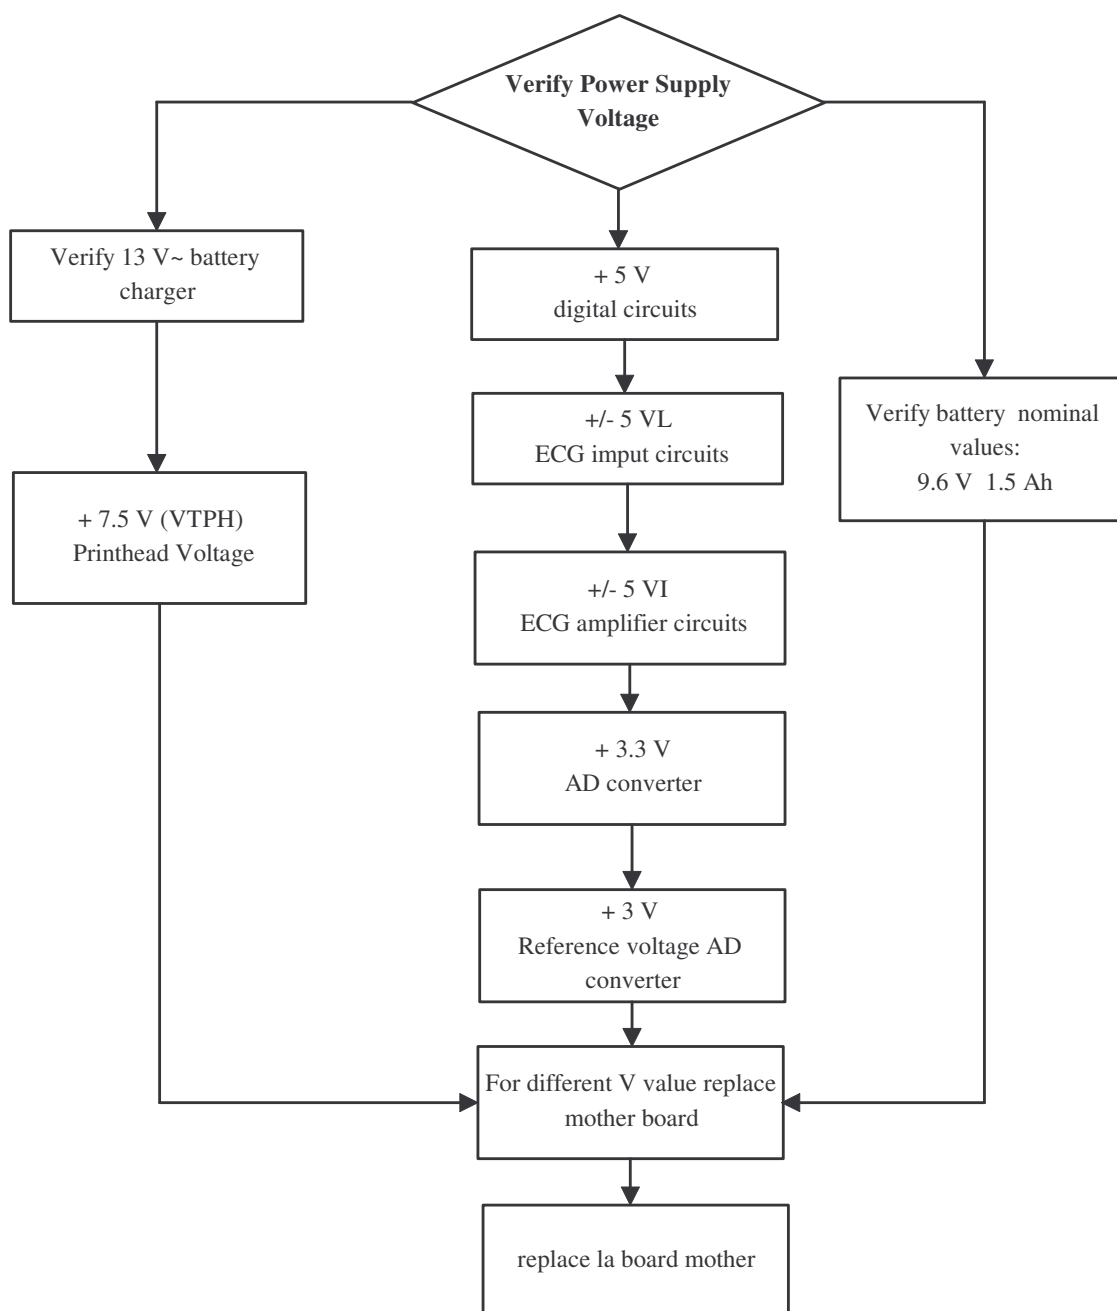 Verify Power Supply
Voltage
Verify 13 V~ battery
charger
+ 7.5 V (VTPH)
Printhead Voltage
+ 5 V
digital circuits
+/- 5 VL
ECG imput circuits
+/- 5 VI
ECG amplifier circuits
+ 3.3 V
AD converter
+ 3 V
Reference voltage AD
converter
Verify battery nominal
values:
9.6 V 1.5 Ah
For different V value replace
mother board
replace la board mother